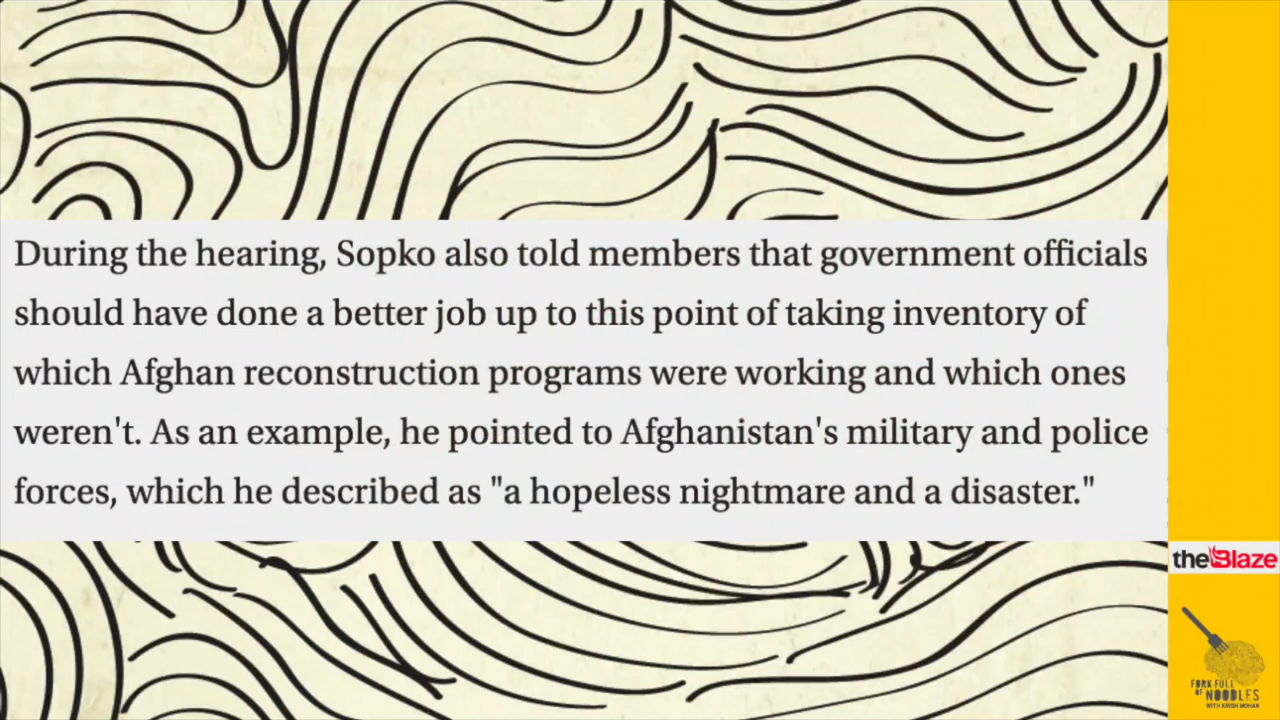 During the hearing, Sopko also told members that government officials
should have done a better job up to this point of taking inventory of
which Afghan reconstruction programs were working and which ones
weren't. As an example, he pointed to Afghanistan's military and police
forces, which he described as "a hopeless nightmare and a disaster."
theBlaze
FORK FULL
OF NOODLES
WITH KRISH MOHAN